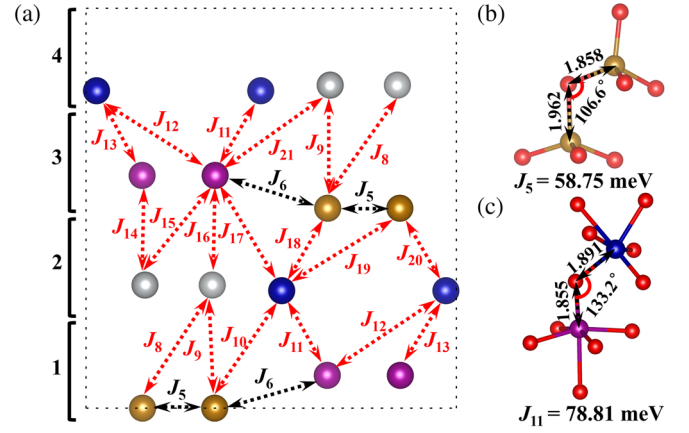 (a)
4
3
2
1
J13
J12
J11
J21
J9
J8
J6
J5
J14
J15
J16
J17
J18
J19
J20
J8
J9
J10
J11
J12
J13
J5
J6
(b)
1.858
1.962
106.6°
J5 = 58.75 meV
(c)
1.891
1.855
133.2°
J11 = 78.81 meV